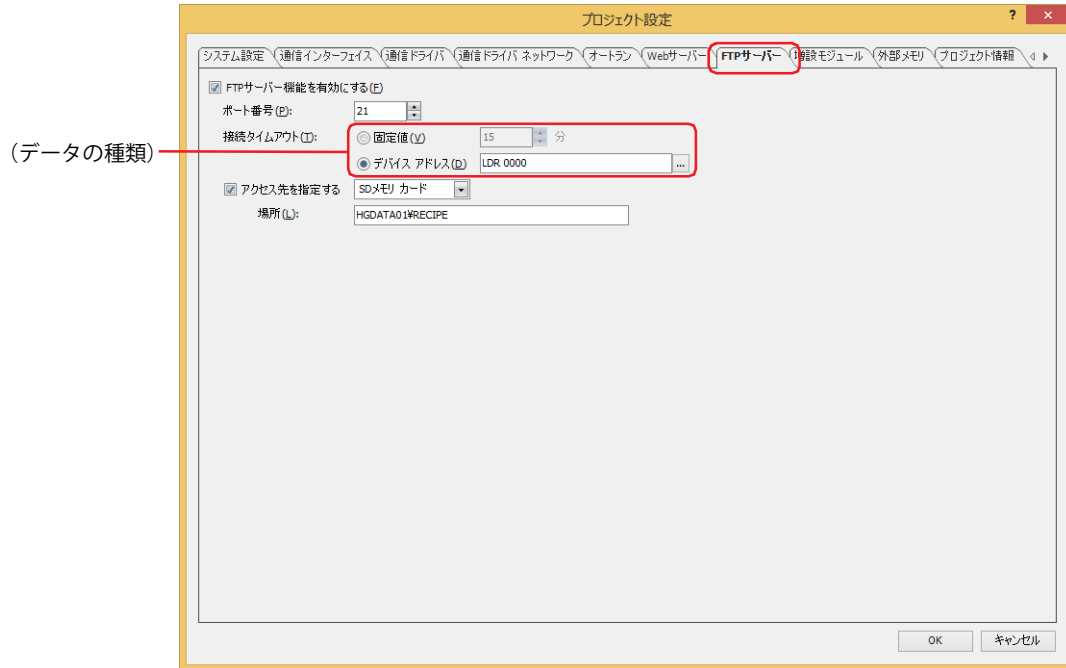 プロジェクト設定
? ×
システム設定 通信インターフェイス 通信ドライバ 通信ドライバ ネットワーク オートラン Webサーバー FTPサーバー 増設モジュール 外部メモリ プロジェクト情報
FTPサーバー機能を有効にする(F)
ポート番号(P): 21
接続タイムアウト(T): 固定値(V) 15 分
(データの種類)
デバイス アドレス(D) LDR 0000 ...
アクセス先を指定する SDメモリ カード
場所(L): HGDATA01¥RECIPE
OK キャンセル